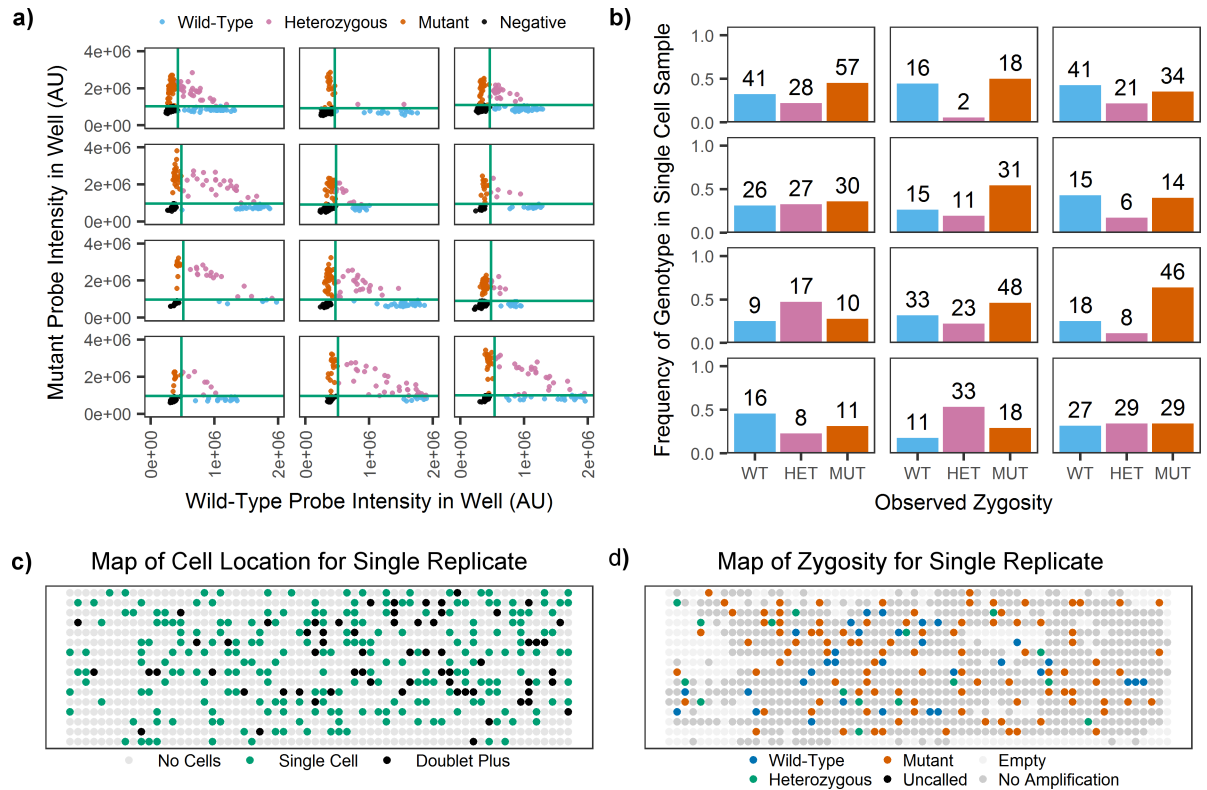 a)
Wild-Type Heterozygous Mutant Negative
Mutant Probe Intensity in Well (AU)
4e+06
2e+06
0e+00
4e+06
2e+06
0e+00
4e+06
2e+06
0e+00
4e+06
2e+06
0e+00
0e+00 1e+06 2e+06 0e+00 1e+06 2e+06 0e+00 1e+06 2e+06
Wild-Type Probe Intensity in Well (AU)
b)
Frequency of Genotype in Single Cell Sample
1.0
0.5
0.0
41 28 57 16 2 18 41 21 34
1.0
0.5
0.0
26 27 30 15 11 31 15 6 14
1.0
0.5
0.0
9 17 10 33 23 48 18 8 46
1.0
0.5
0.0
16 8 11 11 33 18 27 29 29
WT HET MUT WT HET MUT WT HET MUT
Observed Zygosity
c)
Map of Cell Location for Single Replicate
No Cells Single Cell Doublet Plus
d)
Map of Zygosity for Single Replicate
Wild-Type Mutant Empty
Heterozygous Uncalled No Amplification